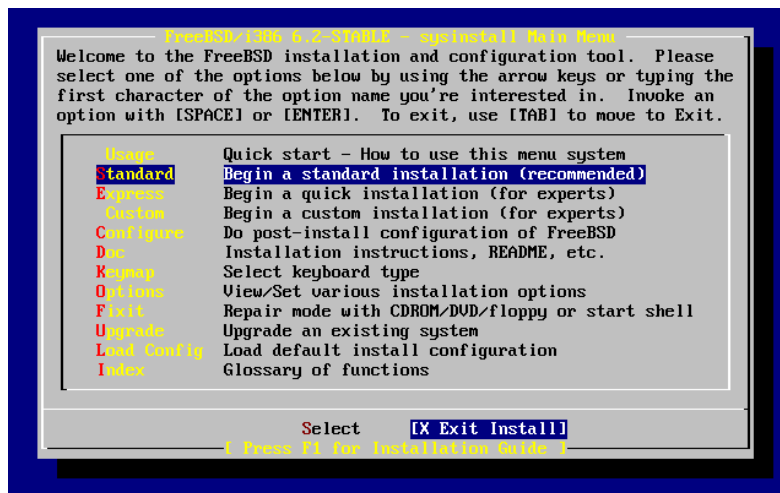 FreeBSD/i386 6.2-STABLE - sysinstall Main Menu
Welcome to the FreeBSD installation and configuration tool.  Please
select one of the options below by using the arrow keys or typing the
first character of the option name you're interested in.  Invoke an
option with [SPACE] or [ENTER].  To exit, use [TAB] to move to Exit.
Usage Quick start - How to use this menu system
Standard Begin a standard installation (recommended)
Express Begin a quick installation (for experts)
Custom Begin a custom installation (for experts)
Configure Do post-install configuration of FreeBSD
Doc Installation instructions, README, etc.
Keymap Select keyboard type
Options View/Set various installation options
Fixit Repair mode with CDROM/DVD/floppy or start shell
Upgrade Upgrade an existing system
Load Config Load default install configuration
Index Glossary of functions
Select [X Exit Install]
[ Press F1 for Installation Guide ]